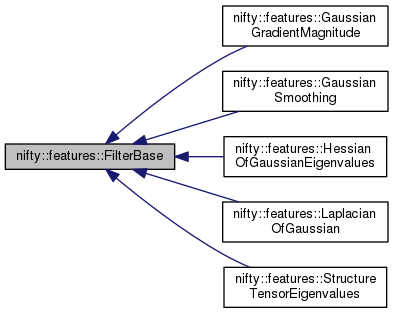 nifty::features::Gaussian
GradientMagnitude
nifty::features::Gaussian
Smoothing
nifty::features::FilterBase
nifty::features::Hessian
OfGaussianEigenvalues
nifty::features::Laplacian
OfGaussian
nifty::features::Structure
TensorEigenvalues